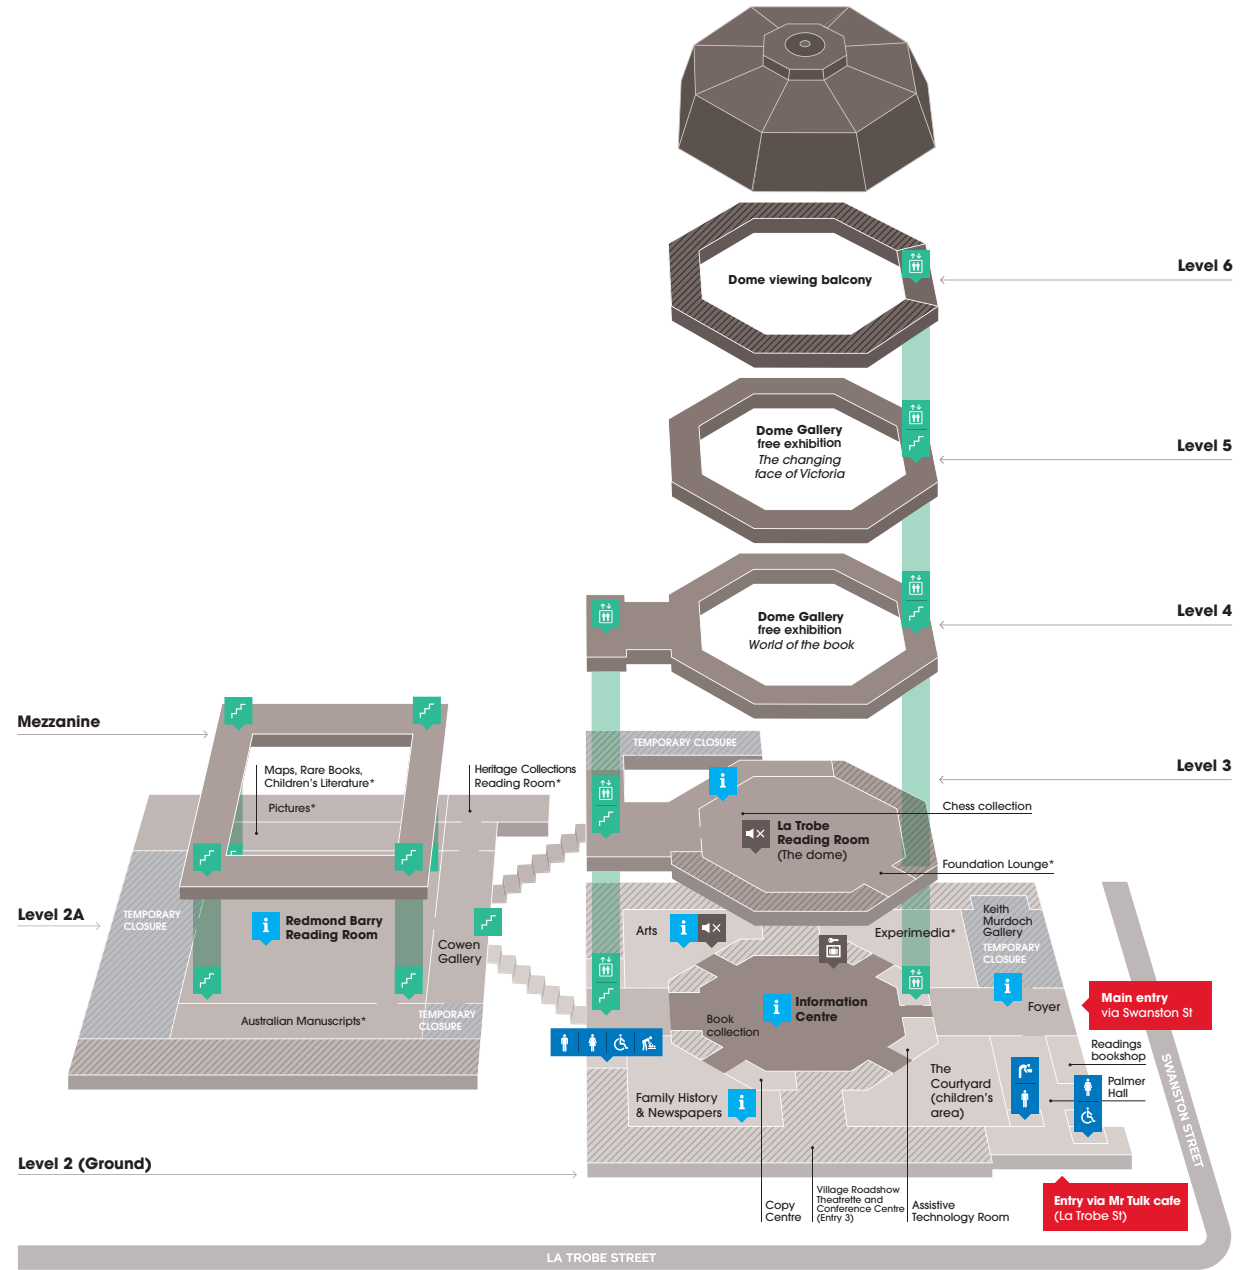 Level 6
Dome viewing balcony
Level 5
Dome Gallery
free exhibition
The changing
face of Victoria
Level 4
Dome Gallery
free exhibition
World of the book
Mezzanine
TEMPORARY CLOSURE
Level 3
Maps, Rare Books,
Children's Literature*
Pictures*
Heritage Collections
Reading Room*
Chess collection
La Trobe
Reading Room
(The dome)
Foundation Lounge*
Level 2A
TEMPORARY
CLOSURE
Redmond Barry
Reading Room
Cowen
Gallery
Arts
Experimedia*
Keith
Murdoch
Gallery
TEMPORARY
CLOSURE
Australian Manuscripts*
TEMPORARY
CLOSURE
Book
collection
Information
Centre
Foyer
Main entry
via Swanston St
Readings
bookshop
Palmer
Hall
The
Courtyard
(children's
area)
Family History
& Newspapers
SWANSTON STREET
Level 2 (Ground)
Copy
Centre
Village Roadshow
Theatrette and
Conference Centre
(Entry 3)
Assistive
Technology Room
Entry via Mr Tulk cafe
(La Trobe St)
LA TROBE STREET